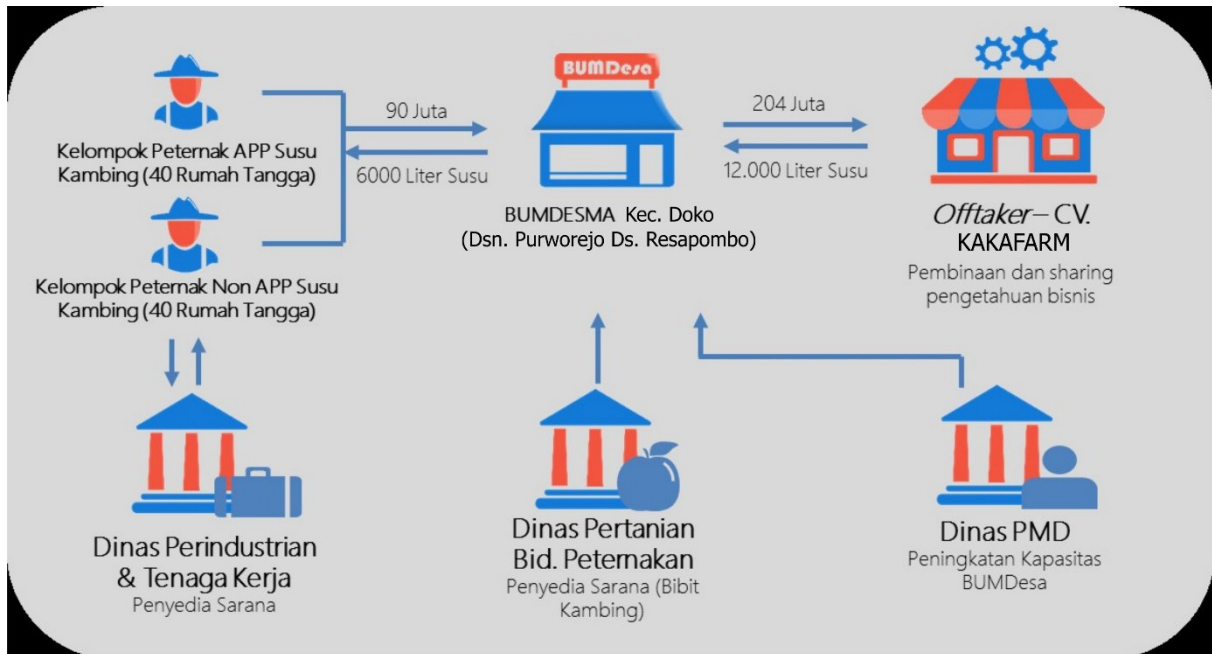 Kelompok Peternak APP Susu
Kambing (40 Rumah Tangga)
Kelompok Peternak Non APP Susu
Kambing (40 Rumah Tangga)
90 Juta
6000 Liter Susu
BUMDesa
BUMDESMA Kec. Doko
(Dsn. Purworejo Ds. Resapombo)
204 Juta
12.000 Liter Susu
Offtaker – CV.
KAKAFARM
Pembinaan dan sharing
pengetahuan bisnis
Dinas Perindustrian
& Tenaga Kerja
Penyedia Sarana
Dinas Pertanian
Bid. Peternakan
Penyedia Sarana (Bibit
Kambing)
Dinas PMD
Peningkatan Kapasitas
BUMDesa